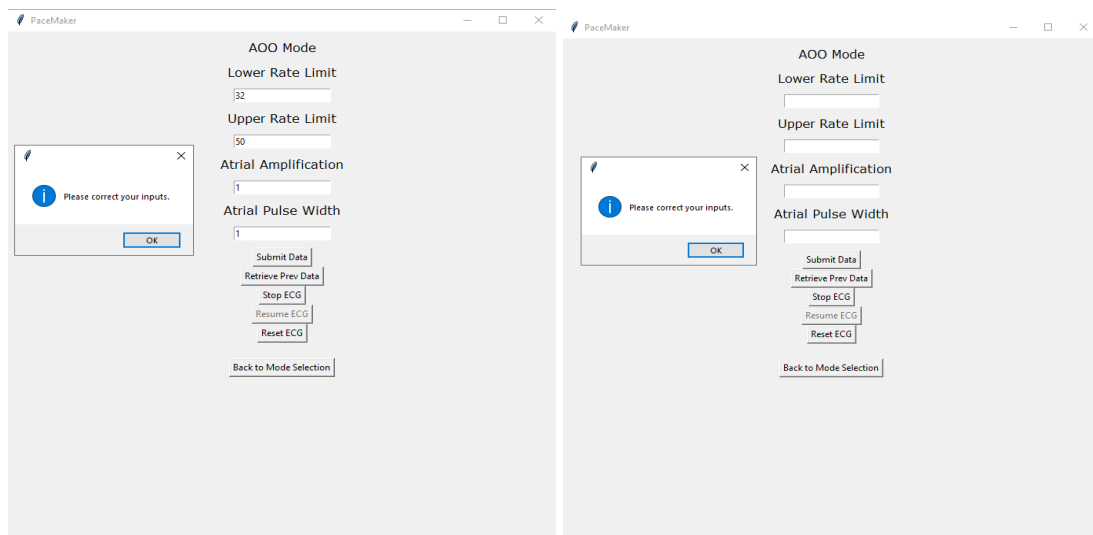 PaceMaker
AOO Mode
Lower Rate Limit
32
Upper Rate Limit
50
Atrial Amplification
1
Atrial Pulse Width
1
Please correct your inputs.
OK
Submit Data
Retrieve Prev Data
Stop ECG
Resume ECG
Reset ECG
Back to Mode Selection
PaceMaker
AOO Mode
Lower Rate Limit
Upper Rate Limit
Atrial Amplification
Atrial Pulse Width
Please correct your inputs.
OK
Submit Data
Retrieve Prev Data
Stop ECG
Resume ECG
Reset ECG
Back to Mode Selection